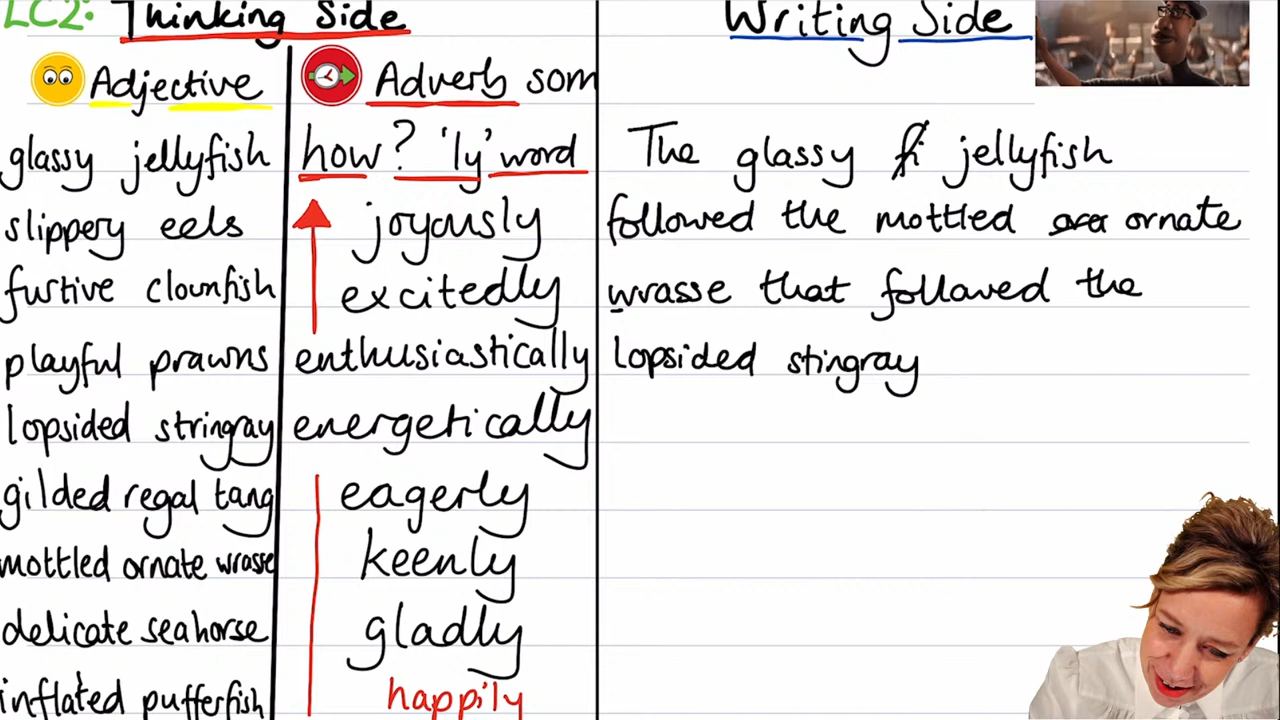 LC2: Thinking Side
Writing Side
Adjective
Adverb som
glassy jellyfish
how? 'ly' word
slippery eels
joyously
furtive clownfish
excitedly
playful prawns
enthusiastically
lopsided stringray
energetically
gilded regal tang
eagerly
mottled ornate wrasse
keenly
delicate seahorse
gladly
inflated pufferfish
happily
The glassy jellyfish
followed the mottled ornate
wrasse that followed the
lopsided stingray